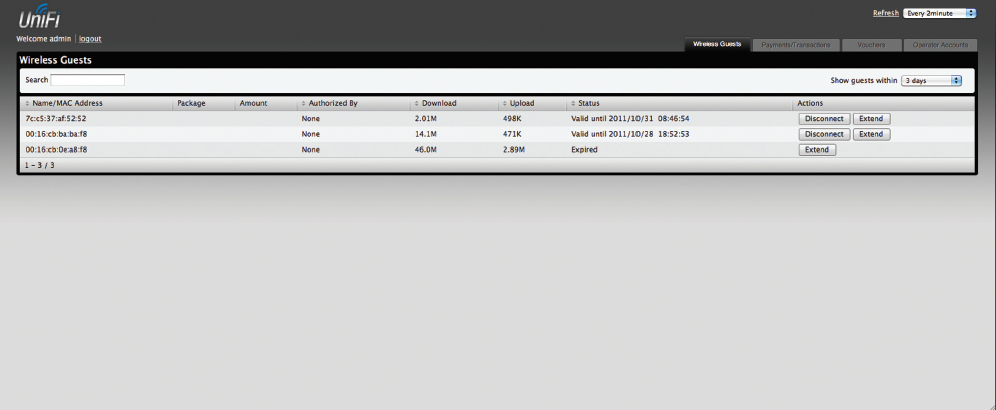 UniFi
Refresh Every 2minute
Welcome admin | logout
Wireless Guests Payments/Transactions Vouchers Operator Accounts
Wireless Guests
Search Show guests within 3 days
Name/MAC Address Package Amount Authorized By Download Upload Status Actions
7c:c5:37:af:52:52 None 2.01M 498K Valid until 2011/10/31 08:46:54 Disconnect Extend
00:16:cb:ba:ba:f8 None 14.1M 471K Valid until 2011/10/28 18:52:53 Disconnect Extend
00:16:cb:0e:a8:f8 None 46.0M 2.89M Expired Extend
1 - 3 / 3